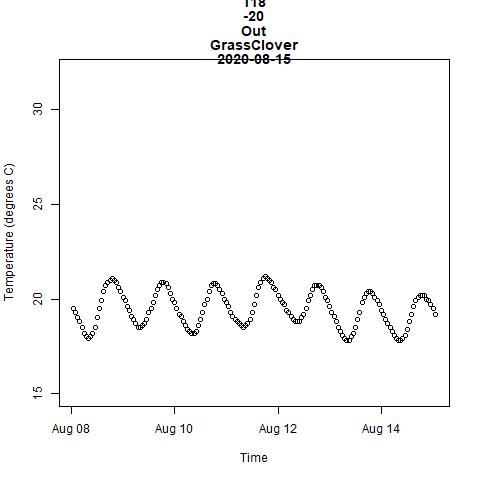 T18
-20
Out
GrassClover
2020-08-15
Temperature (degrees C)
30
25
20
15
Aug 08 Aug 10 Aug 12 Aug 14
Time